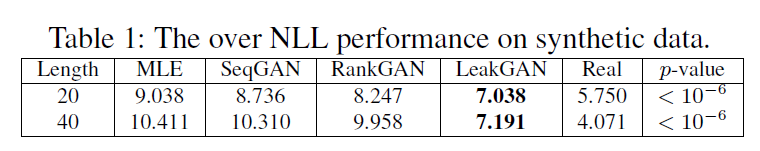 Table 1: The over NLL performance on synthetic data.
Length MLE SeqGAN RankGAN LeakGAN Real p-value
20 9.038 8.736 8.247 7.038 5.750 < 10⁻⁶
40 10.411 10.310 9.958 7.191 4.071 < 10⁻⁶